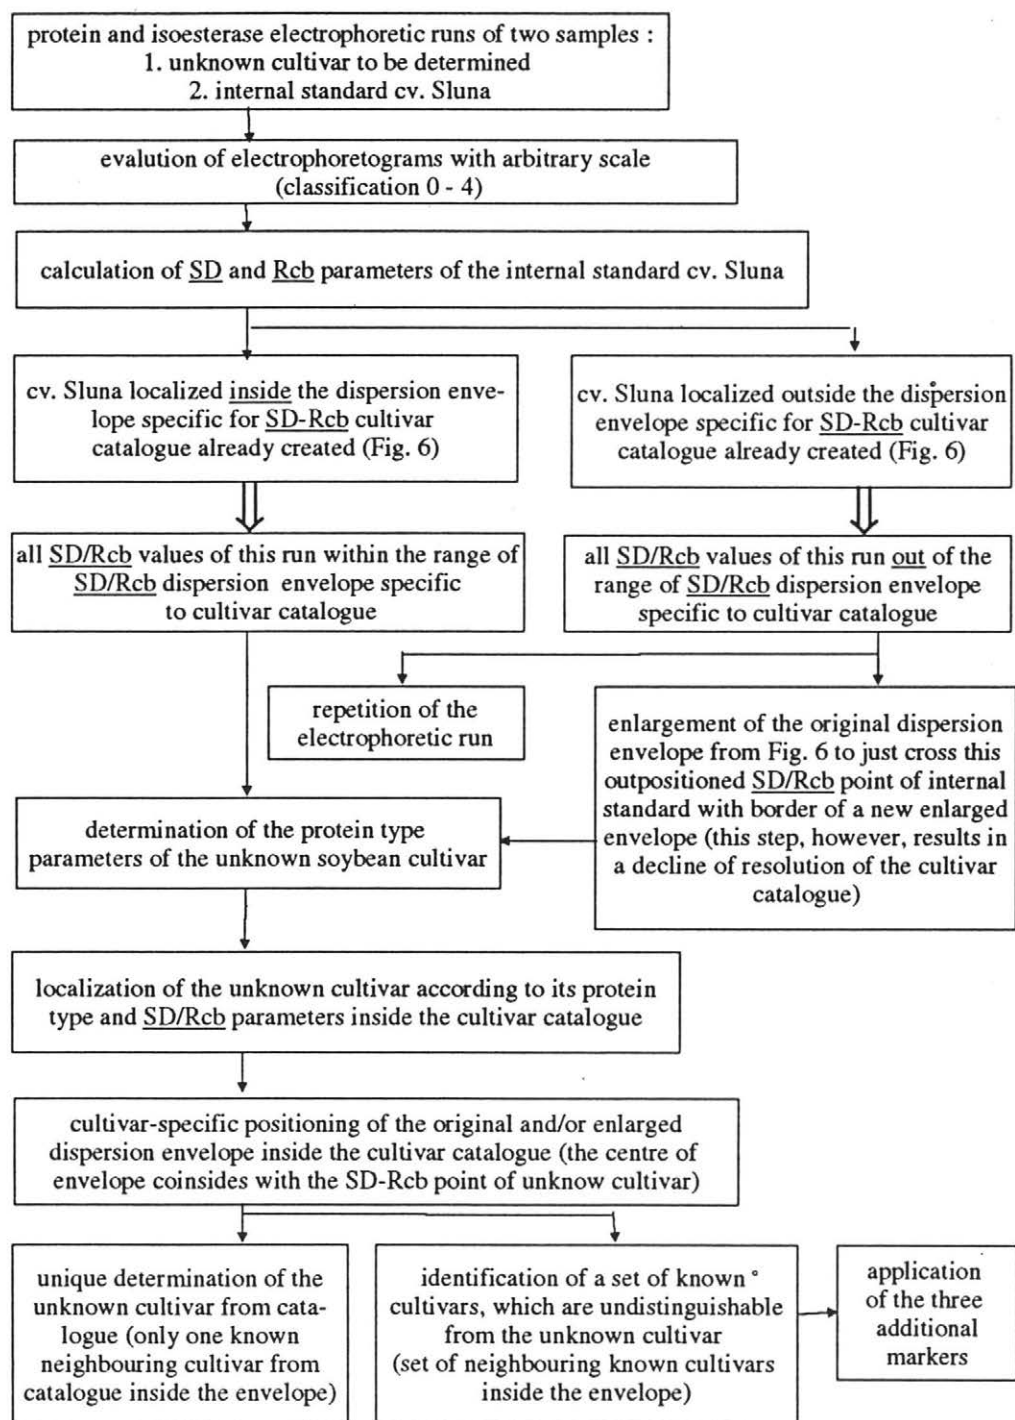 protein and isoesterase electrophoretic runs of two samples :
1. unknown cultivar to be determined
2. internal standard cv. Sluna
evalution of electrophoretograms with arbitrary scale
(classification 0 - 4)
calculation of SD and Rcb parameters of the internal standard cv. Sluna
cv. Sluna localized inside the dispersion enve-
lope specific for SD-Rcb cultivar
catalogue already created (Fig. 6)
cv. Sluna localized outside the dispersion
envelope specific for SD-Rcb cultivar
catalogue already created (Fig. 6)
all SD/Rcb values of this run within the range of
SD/Rcb dispersion envelope specific
to cultivar catalogue
all SD/Rcb values of this run out of the
range of SD/Rcb dispersion envelope
specific to cultivar catalogue
repetition of the
electrophoretic run
enlargement of the original dispersion
envelope from Fig. 6 to just cross this
outpositioned SD/Rcb point of internal
standard with border of a new enlarged
envelope (this step, however, results in
a decline of resolution of the cultivar
catalogue)
determination of the protein type
parameters of the unknown soybean cultivar
localization of the unknown cultivar according to its protein
type and SD/Rcb parameters inside the cultivar catalogue
cultivar-specific positioning of the original and/or enlarged
dispersion envelope inside the cultivar catalogue (the centre of
envelope coinsides with the SD-Rcb point of unknow cultivar)
unique determination of the
unknown cultivar from cata-
logue (only one known
neighbouring cultivar from
catalogue inside the envelope)
identification of a set of known
cultivars, which are undistinguishable
from the unknown cultivar
(set of neighbouring known cultivars
inside the envelope)
application
of the three
additional
markers